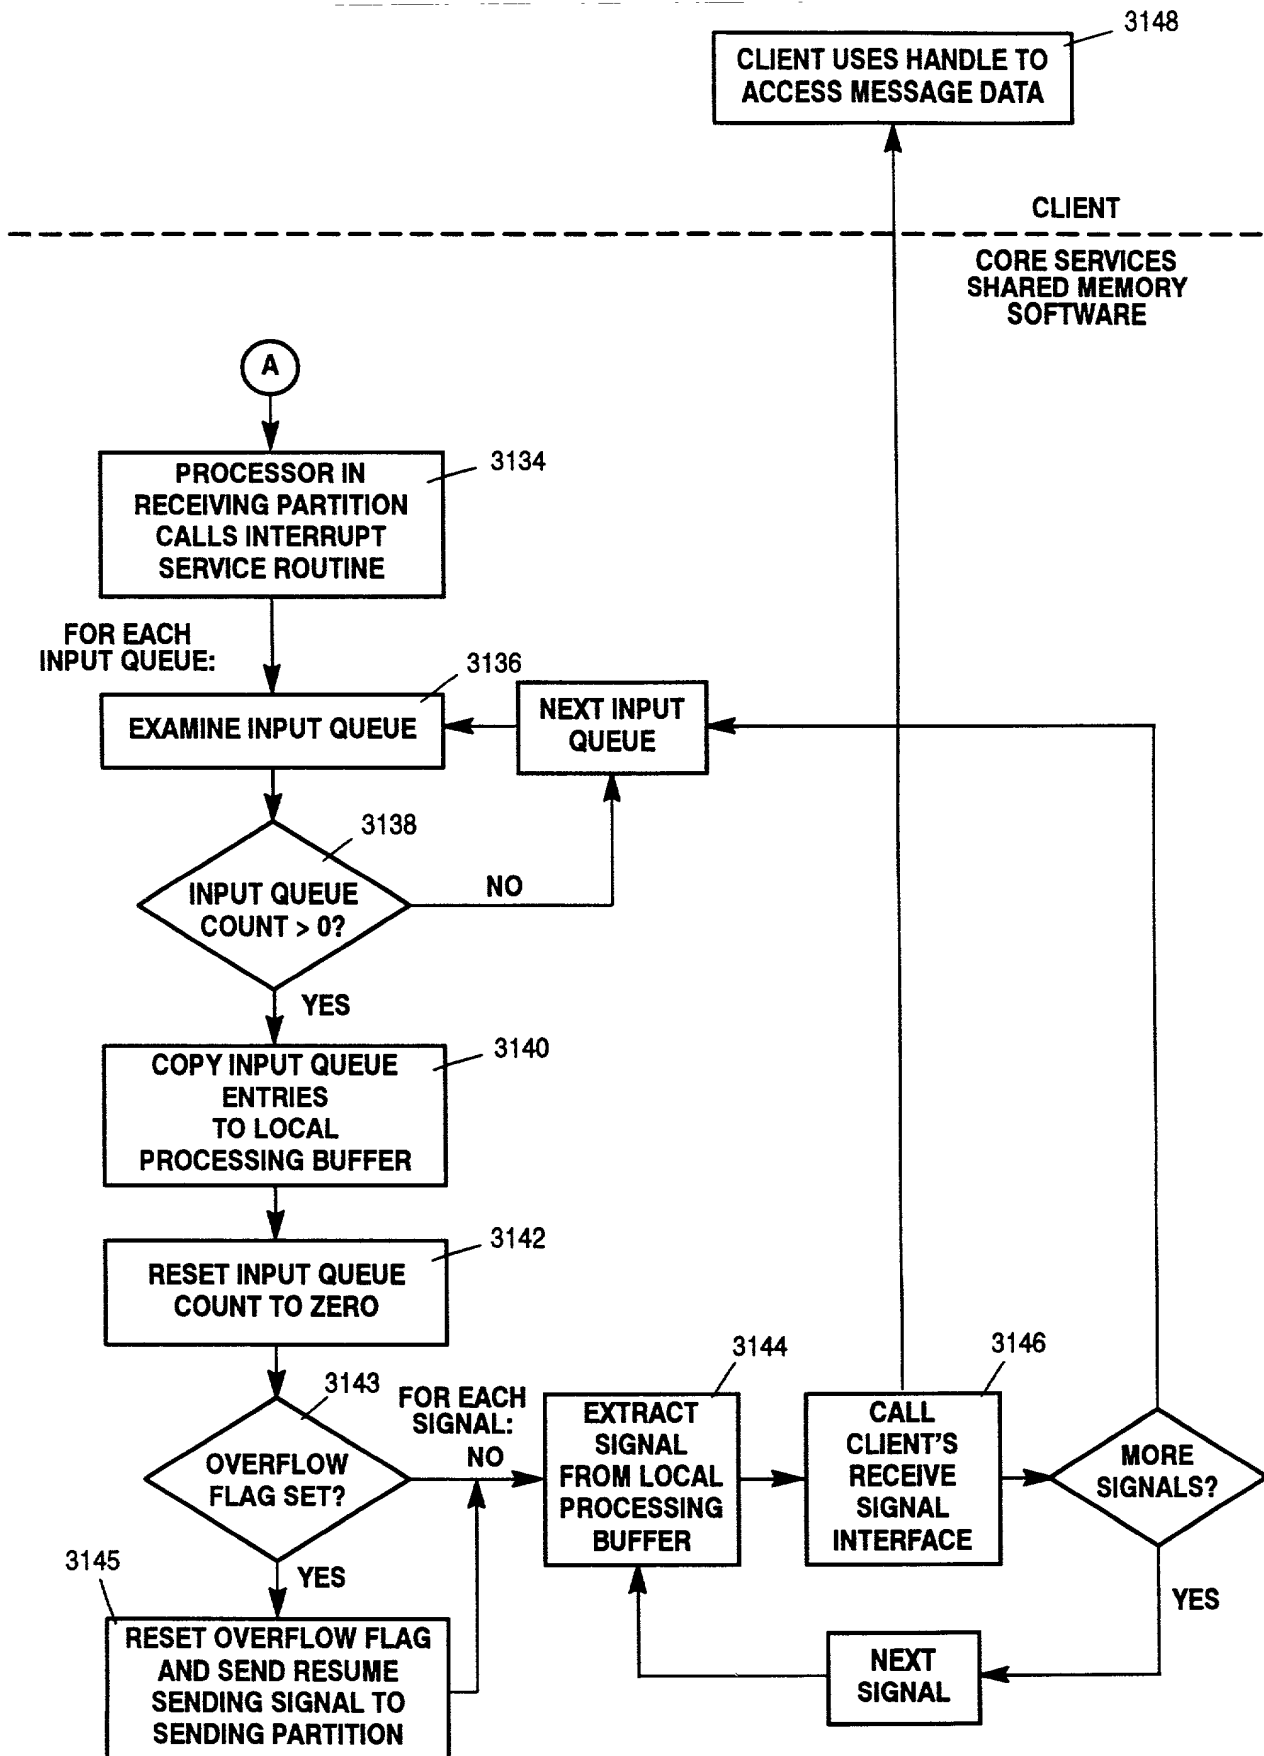 3148
CLIENT USES HANDLE TO
ACCESS MESSAGE DATA
CLIENT
CORE SERVICES
SHARED MEMORY
SOFTWARE
A
3134
PROCESSOR IN
RECEIVING PARTITION
CALLS INTERRUPT
SERVICE ROUTINE
FOR EACH
INPUT QUEUE:
3136
EXAMINE INPUT QUEUE
NEXT INPUT
QUEUE
3138
INPUT QUEUE
COUNT > 0?
NO
YES
3140
COPY INPUT QUEUE
ENTRIES
TO LOCAL
PROCESSING BUFFER
3142
RESET INPUT QUEUE
COUNT TO ZERO
3143
OVERFLOW
FLAG SET?
FOR EACH
SIGNAL:
NO
YES
3145
RESET OVERFLOW FLAG
AND SEND RESUME
SENDING SIGNAL TO
SENDING PARTITION
3144
EXTRACT
SIGNAL
FROM LOCAL
PROCESSING
BUFFER
3146
CALL
CLIENT'S
RECEIVE
SIGNAL
INTERFACE
MORE
SIGNALS?
YES
NEXT
SIGNAL